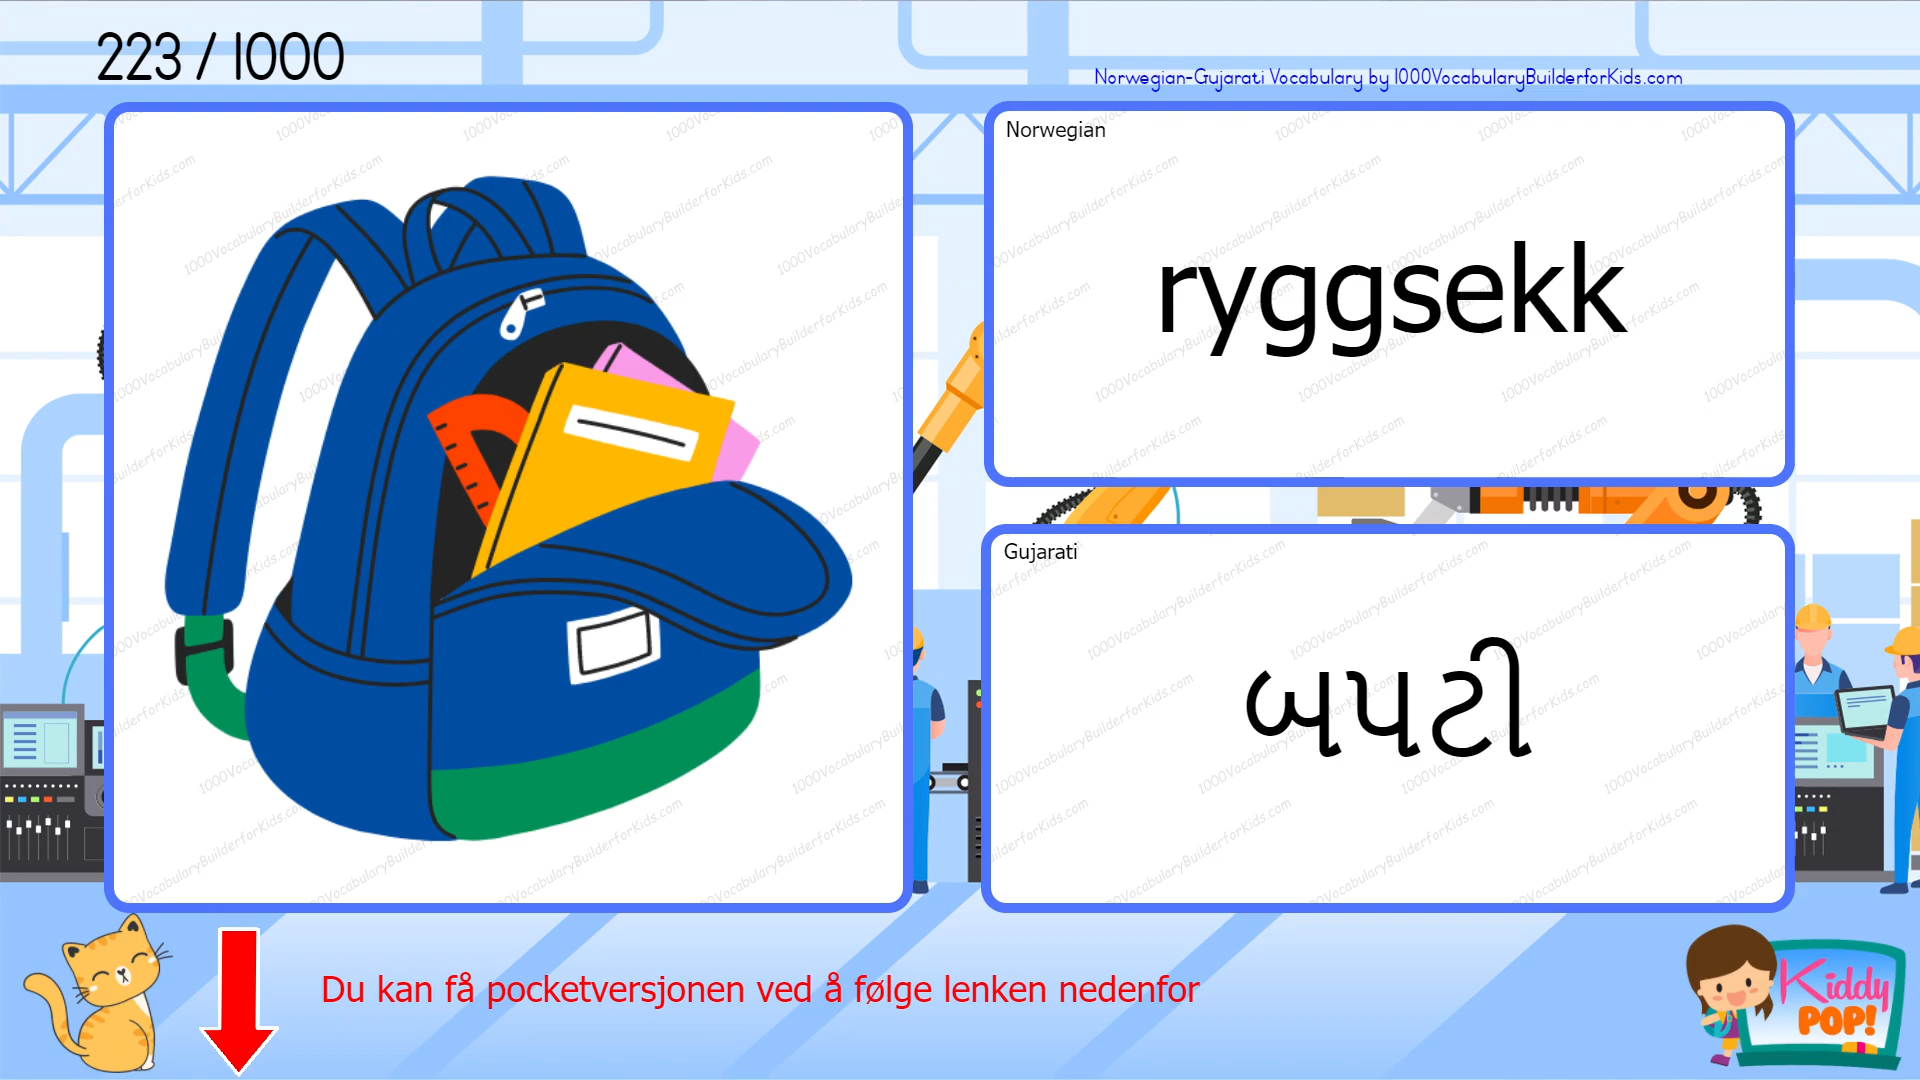 223 / 1000
Norwegian-Gujarati Vocabulary by 1000VocabularyBuilderforKids.com
Norwegian
ryggsekk
Gujarati
બપટી
Du kan få pocketversjonen ved å følge lenken nedenfor
Kiddy
POP!